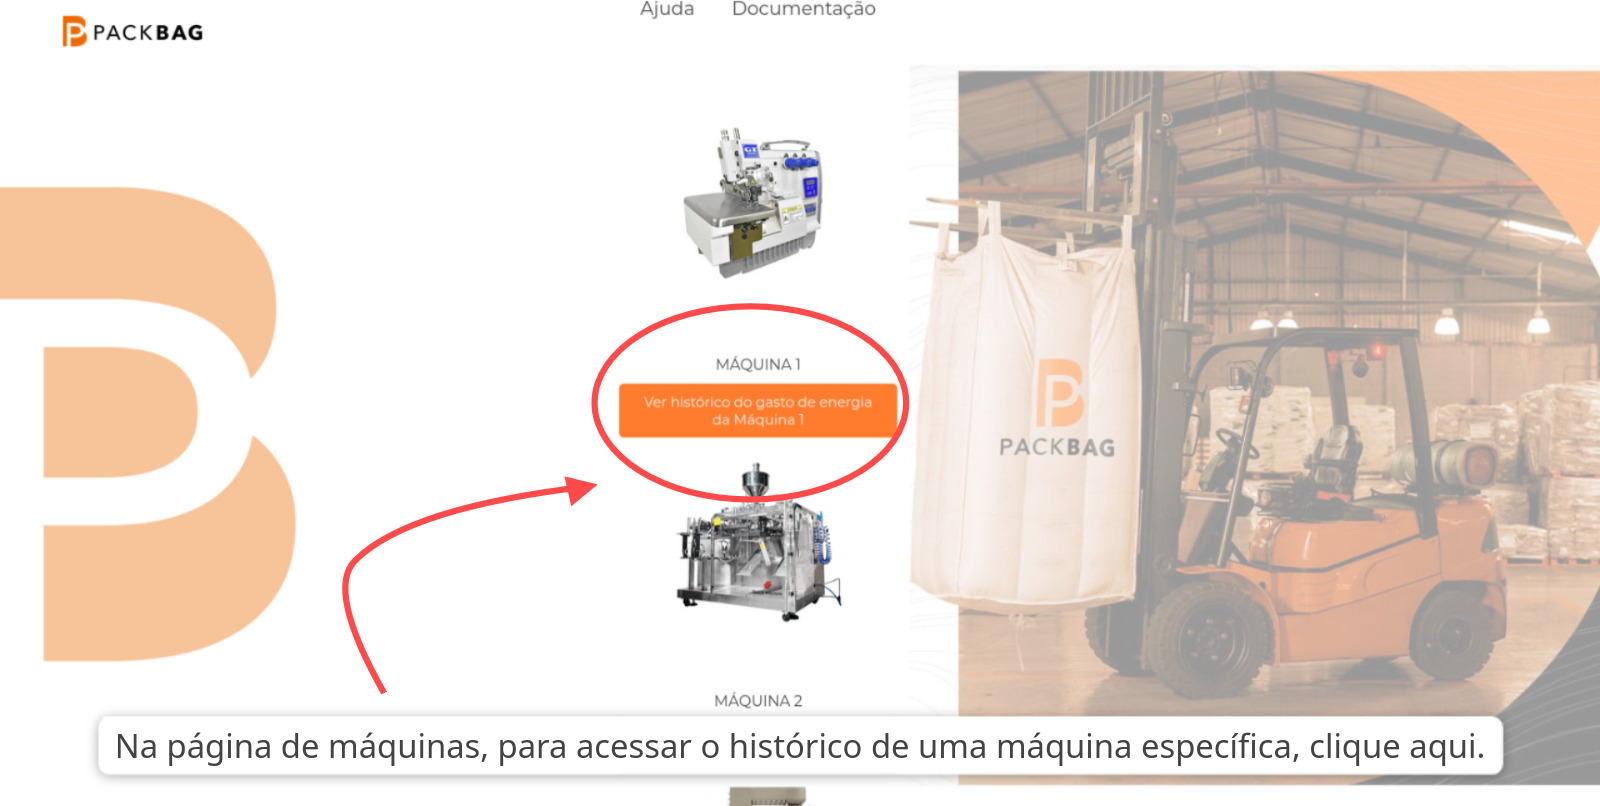 Ajuda Documentação
PACKBAG
GT
MÁQUINA 1
Ver histórico do gasto de energia
da Máquina 1
PACKBAG
MÁQUINA 2
Na página de máquinas, para acessar o histórico de uma máquina específica, clique aqui.